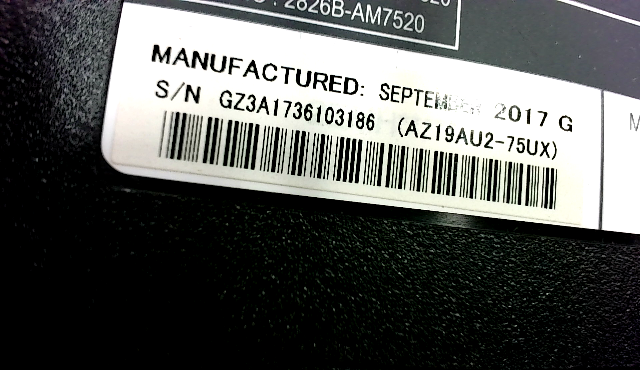 : 2826B-AM7520
MANUFACTURED: SEPTEMBER 2017 G
S/N GZ3A1736103186 (AZ19AU2-75UX)
M